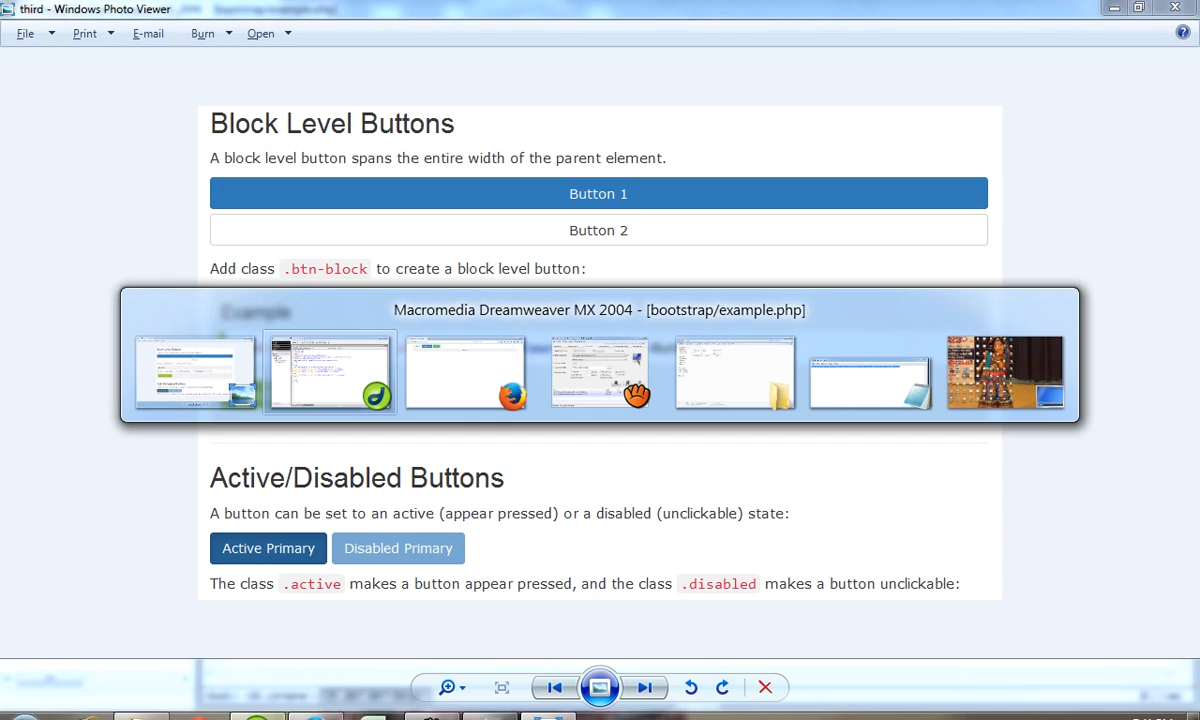 third - Windows Photo Viewer
File Print E-mail Burn Open
Block Level Buttons
A block level button spans the entire width of the parent element.
Button 1
Button 2
Add class .btn-block to create a block level button:
Example
Macromedia Dreamweaver MX 2004 - [bootstrap/example.php]
Active/Disabled Buttons
A button can be set to an active (appear pressed) or a disabled (unclickable) state:
Active Primary Disabled Primary
The class .active makes a button appear pressed, and the class .disabled makes a button unclickable: